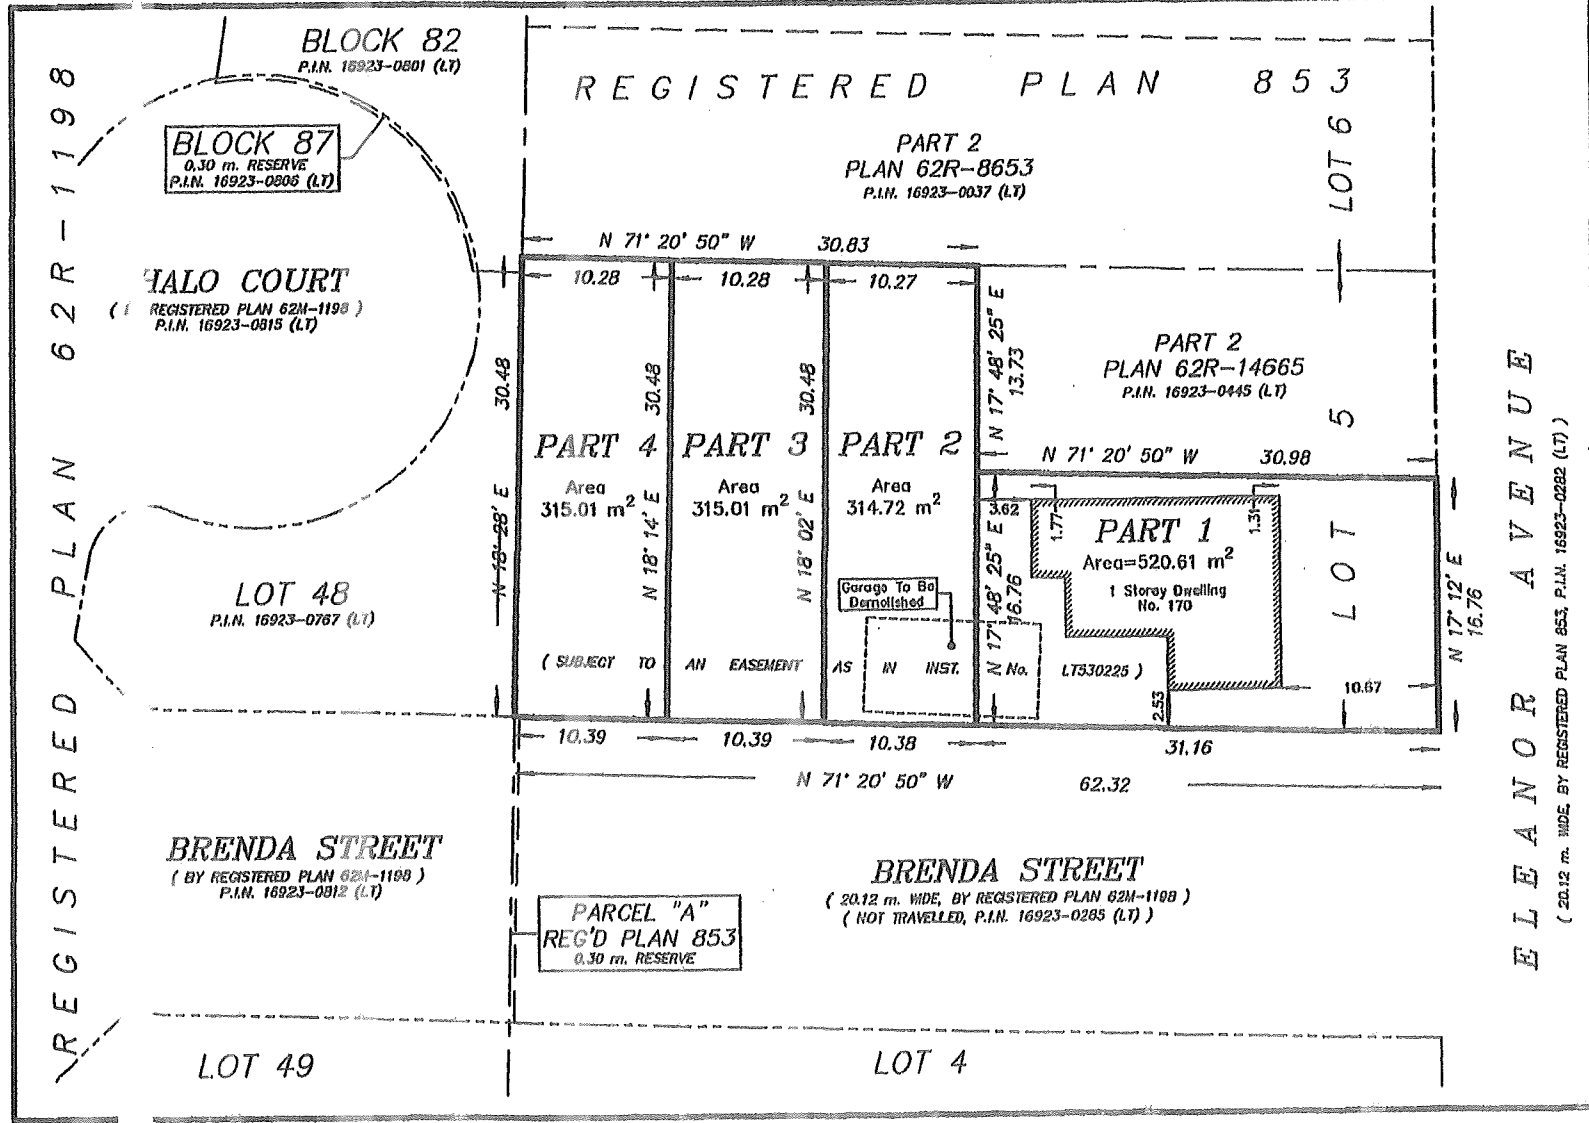 BLOCK 82
P.I.N. 16923-0801 (LT)
REGISTERED PLAN 853
BLOCK 87
0.30 m. RESERVE
P.I.N. 16923-0806 (LT)
PART 2
PLAN 62R-8653
P.I.N. 16923-0037 (LT)
LOT 6
REGISTERED PLAN 62R-1198
N 71° 20' 50" W 30.83
10.28
10.28
10.27
HALO COURT
REGISTERED PLAN 62M-1198 )
P.I.N. 16923-0815 (LT)
N 17° 48' 25" E
13.73
PART 2
PLAN 62R-14665
P.I.N. 16923-0445 (LT)
30.48
30.48
30.48
N 71° 20' 50" W 30.98
PART 4
Area
315.01 m²
PART 3
Area
315.01 m²
PART 2
Area
314.72 m²
N 18° 28' E
N 18° 14' E
N 18° 02' E
N 17° 48' 25" E
16.76
3.62
1.77
1.31
PART 1
Area=520.61 m²
1 Storey Dwelling
No. 170
LOT 5
N 17° 12' E
16.76
Garage To Be
Demolished
LOT 48
P.I.N. 16923-0767 (LT)
( SUBJECT TO AN EASEMENT AS IN INST. No. LT530225 )
10.67
2.53
10.39
10.39
10.38
31.16
N 71° 20' 50" W 62.32
BRENDA STREET
( BY REGISTERED PLAN 62M-1198 )
P.I.N. 16923-0812 (LT)
BRENDA STREET
( 20.12 m. WIDE, BY REGISTERED PLAN 62M-1198 )
( NOT TRAVELLED, P.I.N. 16923-0285 (LT) )
PARCEL "A"
REG'D PLAN 853
0.30 m. RESERVE
ELEANOR AVENUE
( 20.12 m. WIDE, BY REGISTERED PLAN 853, P.I.N. 16923-0282 (LT) )
LOT 49
LOT 4